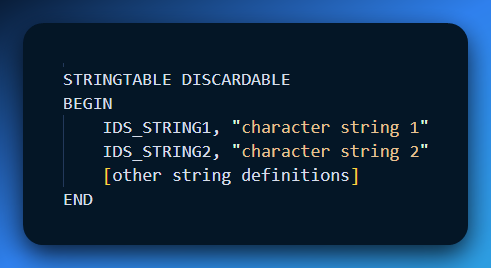 STRINGTABLE DISCARDABLE
BEGIN
    IDS_STRING1, "character string 1"
    IDS_STRING2, "character string 2"
    [other string definitions]
END